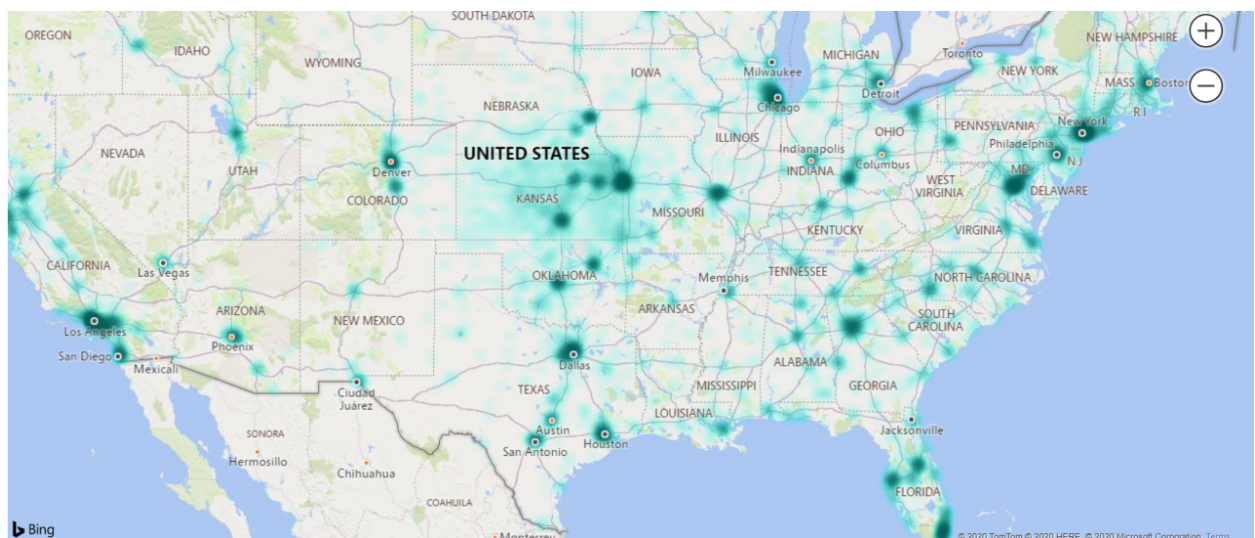 SOUTH DAKOTA
OREGON
IDAHO
WYOMING
IOWA
Milwaukee
MICHIGAN
Toronto
NEW HAMPSHIRE
NEW YORK
MASS
Boston
Detroit
Chicago
R I
NEBRASKA
NEVADA
UTAH
Denver
COLORADO
UNITED STATES
ILLINOIS
Indianapolis
INDIANA
OHIO
Columbus
PENNSYLVANIA
New York
Philadelphia
N J
MD
DELAWARE
WEST
VIRGINIA
KANSAS
MISSOURI
KENTUCKY
VIRGINIA
CALIFORNIA
Las Vegas
OKLAHOMA
Memphis
TENNESSEE
NORTH CAROLINA
ARIZONA
NEW MEXICO
ARKANSAS
Los Angeles
Phoenix
SOUTH
CAROLINA
San Diego
Mexicali
Dallas
ALABAMA
MISSISSIPPI
GEORGIA
Ciudad
Juárez
TEXAS
LOUISIANA
Austin
Jacksonville
SONORA
San Antonio
Houston
Hermosillo
Chihuahua
FLORIDA
COAHUILA
Bing
Monterrey
© 2020 TomTom © 2020 HERE, © 2020 Microsoft Corporation Terms